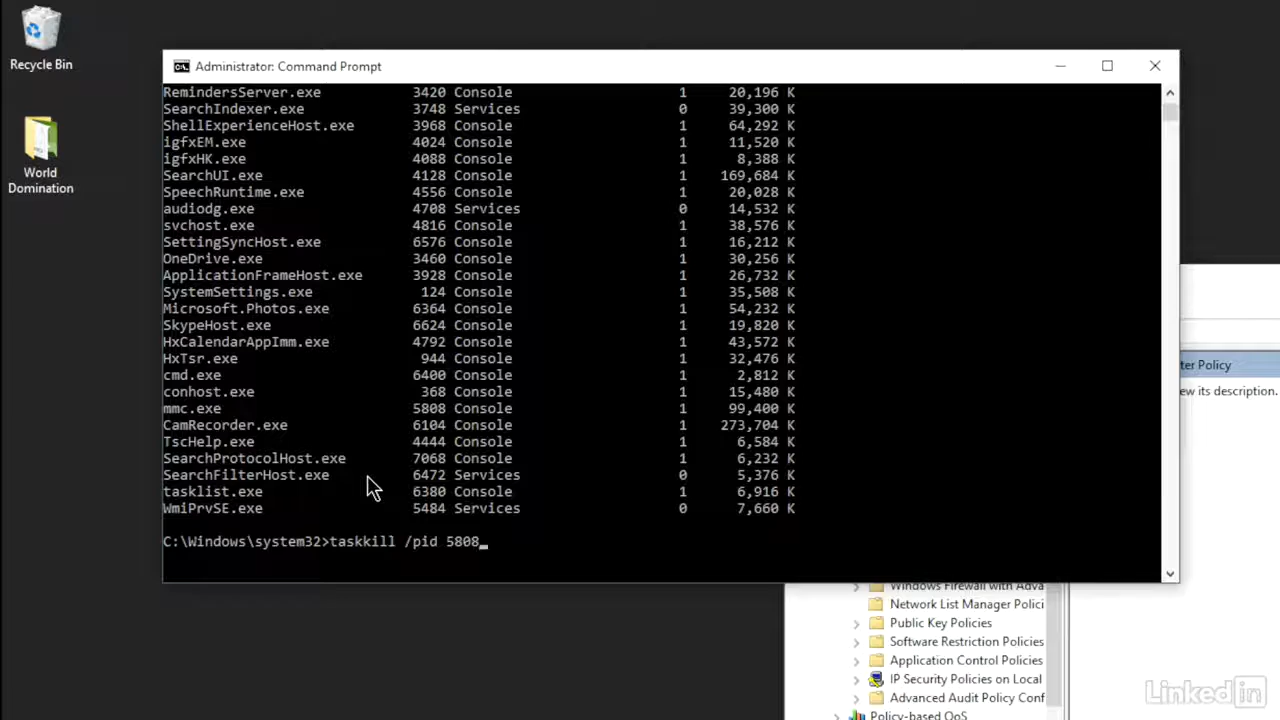 Recycle Bin
World
Domination
Administrator: Command Prompt
RemindersServer.exe 3420 Console 1 20,196 K
SearchIndexer.exe 3748 Services 0 39,300 K
ShellExperienceHost.exe 3968 Console 1 64,292 K
igfxEM.exe 4024 Console 1 11,520 K
igfxHK.exe 4088 Console 1 8,388 K
SearchUI.exe 4128 Console 1 169,684 K
SpeechRuntime.exe 4556 Console 1 20,028 K
audiodg.exe 4708 Services 0 14,532 K
svchost.exe 4816 Console 1 38,576 K
SettingSyncHost.exe 6576 Console 1 16,212 K
OneDrive.exe 3460 Console 1 30,256 K
ApplicationFrameHost.exe 3928 Console 1 26,732 K
SystemSettings.exe 124 Console 1 35,508 K
Microsoft.Photos.exe 6364 Console 1 54,232 K
SkypeHost.exe 6624 Console 1 19,820 K
HxCalendarAppImm.exe 4792 Console 1 43,572 K
HxTsr.exe 944 Console 1 32,476 K
cmd.exe 6400 Console 1 2,812 K
conhost.exe 368 Console 1 15,480 K
mmc.exe 5808 Console 1 99,400 K
CamRecorder.exe 6104 Console 1 273,704 K
TscHelp.exe 4444 Console 1 6,584 K
SearchProtocolHost.exe 7068 Console 1 6,232 K
SearchFilterHost.exe 6472 Services 0 5,376 K
tasklist.exe 6380 Console 1 6,916 K
WmiPrvSE.exe 5484 Services 0 7,660 K
C:\Windows\system32>taskkill /pid 5808_
ter Policy
ew its description.
Windows Firewall with Adva
Network List Manager Polici
Public Key Policies
Software Restriction Policies
Application Control Policies
IP Security Policies on Local
Advanced Audit Policy Conf
Policy-based QoS
LinkedIn